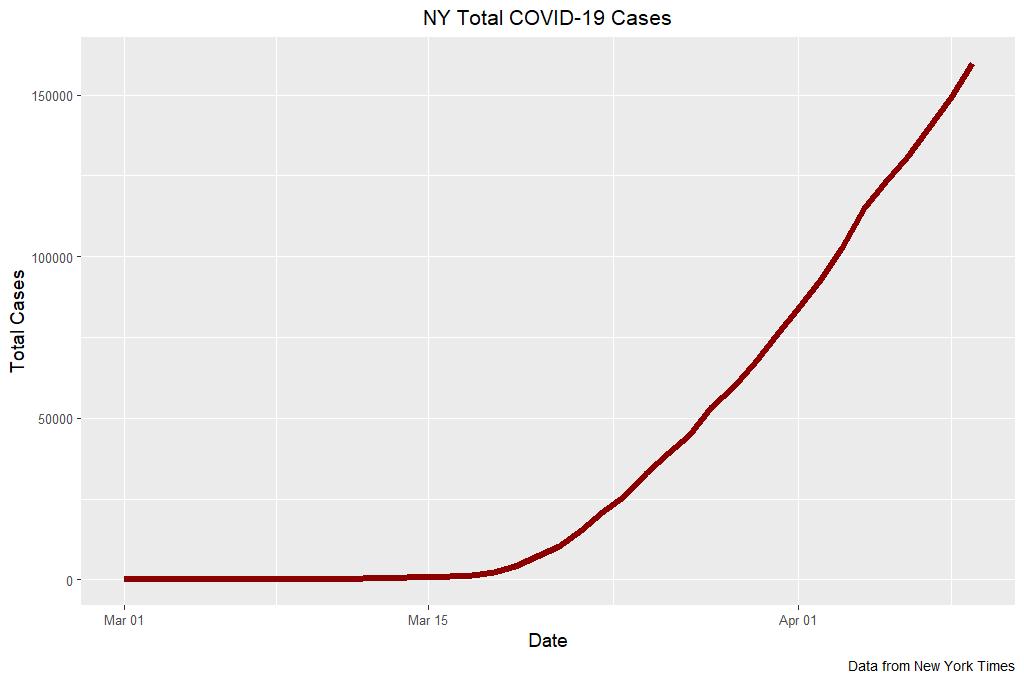 NY Total COVID-19 Cases
Total Cases
150000
100000
50000
0
Mar 01
Mar 15
Apr 01
Date
Data from New York Times